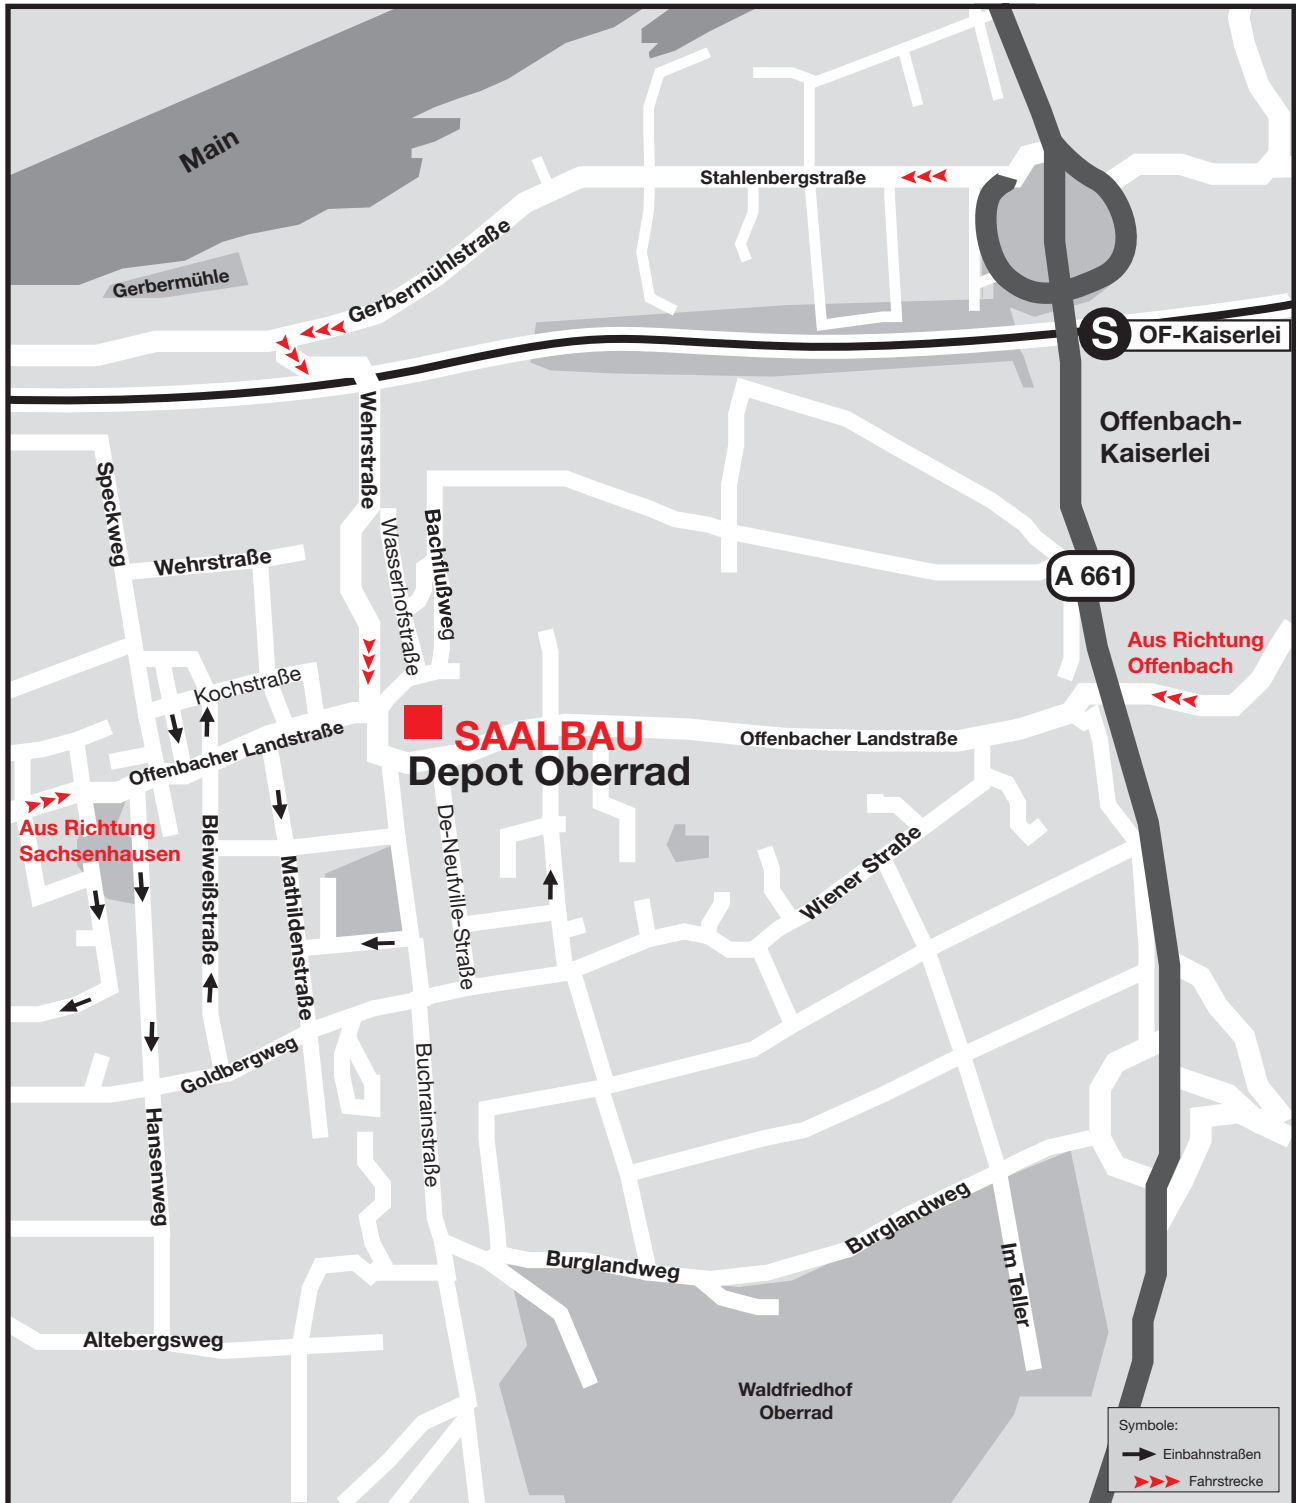 Main
Stahlenbergstraße
Gerbermühlstraße
Gerbermühle
S
OF-Kaiserlei
Offenbach-
Kaiserlei
Wehrstraße
Speckweg
Wasserhofstraße
Bachflußweg
Wehrstraße
A 661
Aus Richtung
Offenbach
Kochstraße
SAALBAU
Depot Oberrad
Offenbacher Landstraße
Offenbacher Landstraße
Aus Richtung
Sachsenhausen
Bleiweißstraße
Mathildenstraße
De-Neufville-Straße
Wiener Straße
Goldbergweg
Buchrainstraße
Hansenweg
Burglandweg
Burglandweg
Im Teller
Altebergsweg
Waldfriedhof
Oberrad
Symbole:
Einbahnstraßen
Fahrstrecke